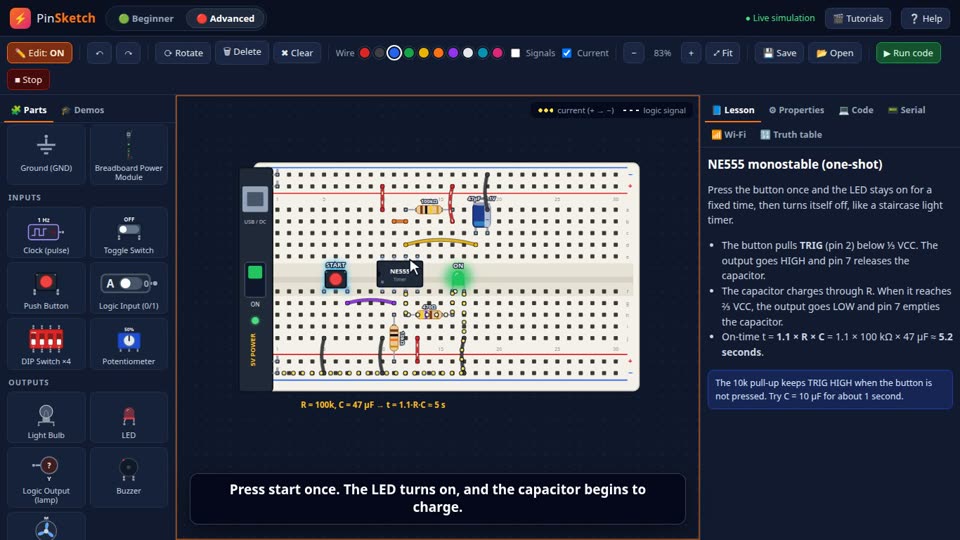 PinSketch
Beginner
Advanced
Live simulation
Tutorials
Help
Edit: ON
Rotate
Delete
Clear
Wire
Signals
Current
83%
Fit
Save
Open
Run code
Stop
Parts
Demos
Ground (GND)
Breadboard Power
Module
INPUTS
1 Hz
Clock (pulse)
OFF
Toggle Switch
Push Button
A
0
Logic Input (0/1)
DIP Switch ×4
50%
Potentiometer
OUTPUTS
Light Bulb
LED
?
Y
Logic Output
(lamp)
Buzzer
current (+ → −)
logic signal
USB / DC
ON
5V POWER
START
NE555
Timer
ON
100kΩ
R = 100k, C = 47 µF → t = 1.1·R·C ≈ 5 s
Press start once. The LED turns on, and the capacitor begins to
charge.
Lesson
Properties
Code
Serial
Wi-Fi
Truth table
NE555 monostable (one-shot)
Press the button once and the LED stays on for a
fixed time, then turns itself off, like a staircase light
timer.
The button pulls TRIG (pin 2) below ⅓ VCC. The
output goes HIGH and pin 7 releases the
capacitor.
The capacitor charges through R. When it reaches
⅔ VCC, the output goes LOW and pin 7 empties
the capacitor.
On-time t = 1.1 × R × C = 1.1 × 100 kΩ × 47 µF ≈ 5.2
seconds.
The 10k pull-up keeps TRIG HIGH when the button is
not pressed. Try C = 10 µF for about 1 second.